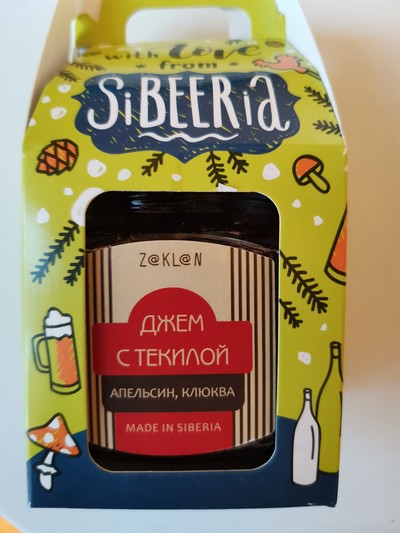 with love
from
SiBEERia
Z@KL@N
ДЖЕМ
С ТЕКИЛОЙ
АПЕЛЬСИН, КЛЮКВА
MADE IN SIBERIA